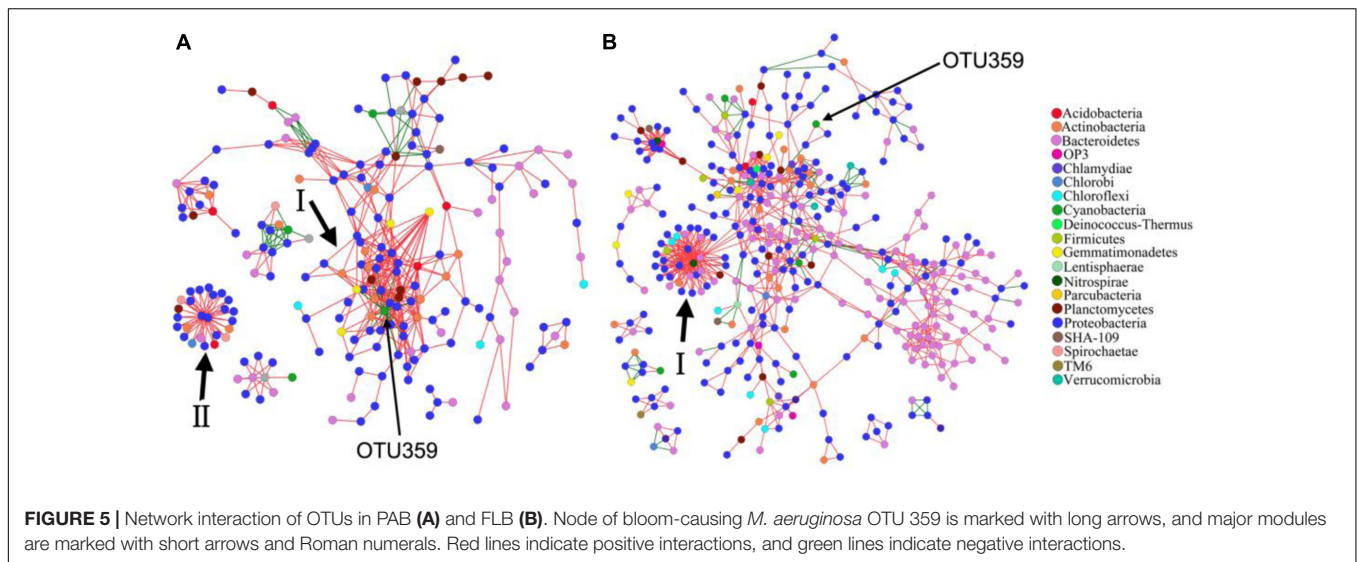 A
B
OTU359
I
II
OTU359
I
Acidobacteria
Actinobacteria
Bacteroidetes
OP3
Chlamydiae
Chlorobi
Chloroflexi
Cyanobacteria
Deinococcus-Thermus
Firmicutes
Gemmatimonadetes
Lentisphaerae
Nitrospirae
Parcubacteria
Planctomycetes
Proteobacteria
SHA-109
Spirochaetae
TM6
Verrucomicrobia
FIGURE 5 | Network interaction of OTUs in PAB (A) and FLB (B). Node of bloom-causing M. aeruginosa OTU 359 is marked with long arrows, and major modules
are marked with short arrows and Roman numerals. Red lines indicate positive interactions, and green lines indicate negative interactions.